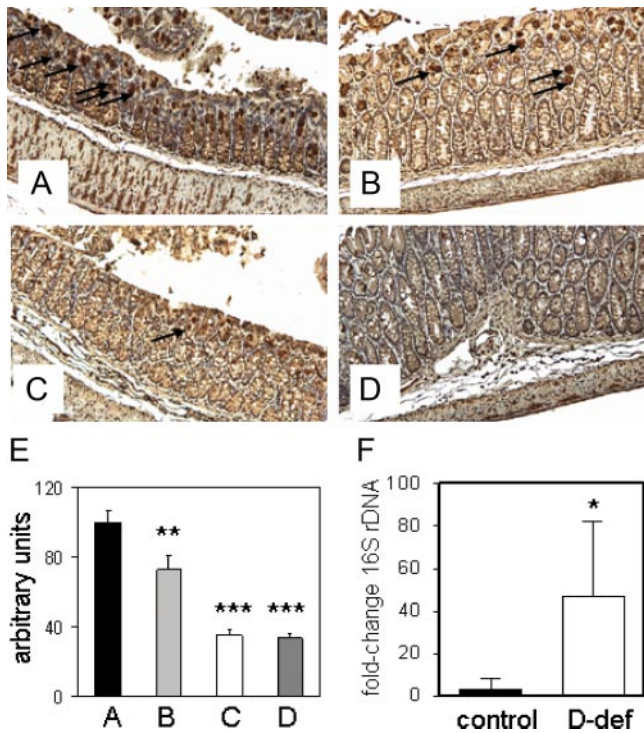 A
B
C
D
E
F
arbitrary units
120
80
40
0
**
***
***
A
B
C
D
fold-change 16S rDNA
100
80
60
40
20
0
*
control
D-def